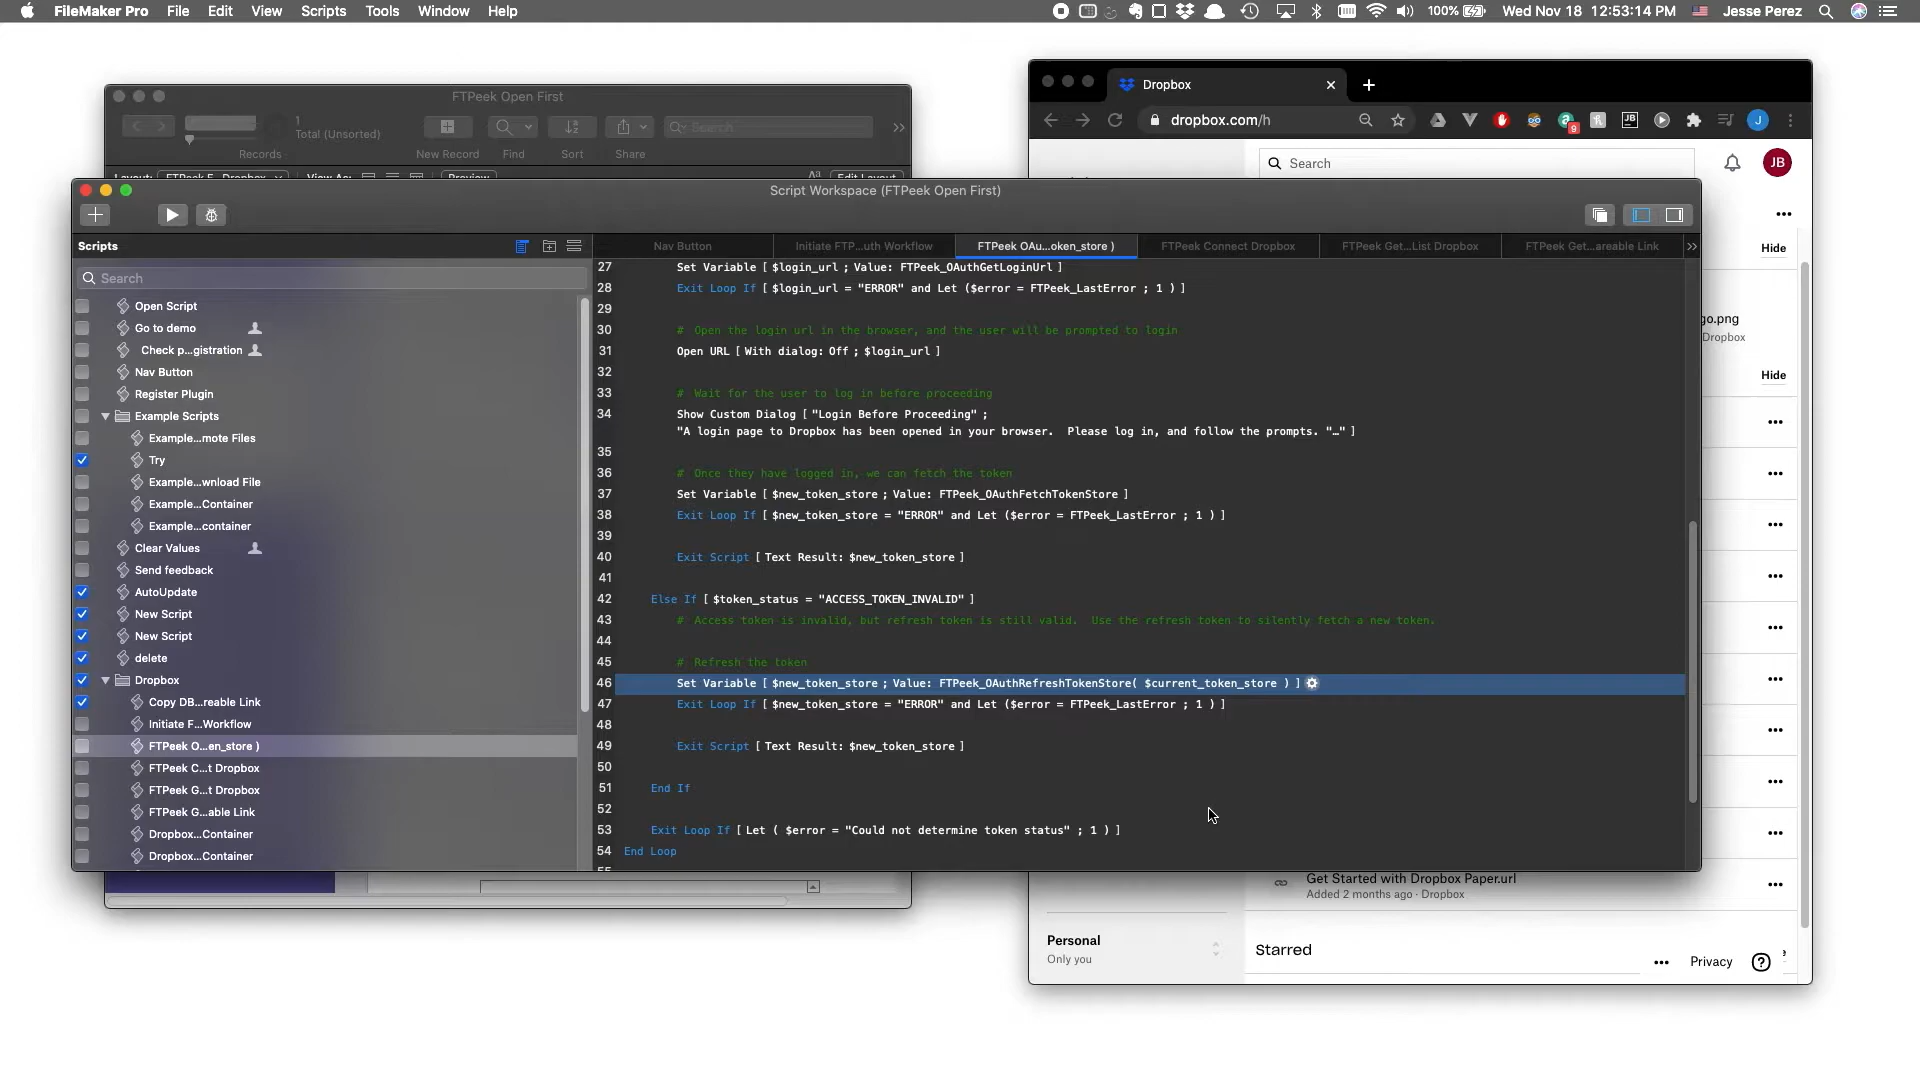 FileMaker Pro File Edit View Scripts Tools Window Help
100% Wed Nov 18 12:53:14 PM Jesse Perez
FTPeek Open First
1
Total (Unsorted)
Search
Records New Record Find Sort Share
Layout: FTPeek F... Dropbox View As: Preview Aa Edit Layout
Dropbox
dropbox.com/h
9
JB
J
Search
JB
Script Workspace (FTPeek Open First)
Scripts
Search
Open Script
Go to demo
Check p...gistration
Nav Button
Register Plugin
Example Scripts
Example...mote Files
Try
Example...wnload File
Example...Container
Example...container
Clear Values
Send feedback
AutoUpdate
New Script
New Script
delete
Dropbox
Copy DB...reable Link
Initiate F...Workflow
FTPeek O...en_store )
FTPeek C...t Dropbox
FTPeek G...t Dropbox
FTPeek G...able Link
Dropbox...Container
Dropbox...Container
Nav Button Initiate FTP...uth Workflow FTPeek OAu...oken_store ) FTPeek Connect Dropbox FTPeek Get...List Dropbox FTPeek Get...areable Link
27 Set Variable [ $login_url ; Value: FTPeek_OAuthGetLoginUrl ]
28 Exit Loop If [ $login_url = "ERROR" and Let ($error = FTPeek_LastError ; 1 ) ]
29
30 # Open the login url in the browser, and the user will be prompted to login
31 Open URL [ With dialog: Off ; $login_url ]
32
33 # Wait for the user to log in before proceeding
34 Show Custom Dialog [ "Login Before Proceeding" ;
"A login page to Dropbox has been opened in your browser. Please log in, and follow the prompts. "…" ]
35
36 # Once they have logged in, we can fetch the token
37 Set Variable [ $new_token_store ; Value: FTPeek_OAuthFetchTokenStore ]
38 Exit Loop If [ $new_token_store = "ERROR" and Let ($error = FTPeek_LastError ; 1 ) ]
39
40 Exit Script [ Text Result: $new_token_store ]
41
42 Else If [ $token_status = "ACCESS_TOKEN_INVALID" ]
43 # Access token is invalid, but refresh token is still valid. Use the refresh token to silently fetch a new token.
44
45 # Refresh the token
46 Set Variable [ $new_token_store ; Value: FTPeek_OAuthRefreshTokenStore( $current_token_store ) ]
47 Exit Loop If [ $new_token_store = "ERROR" and Let ($error = FTPeek_LastError ; 1 ) ]
48
49 Exit Script [ Text Result: $new_token_store ]
50
51 End If
52
53 Exit Loop If [ Let ( $error = "Could not determine token status" ; 1 ) ]
54 End Loop
55
Hide
go.png
Dropbox
Hide
Get Started with Dropbox Paper.url
Added 2 months ago · Dropbox
Personal
Only you
Starred
Privacy